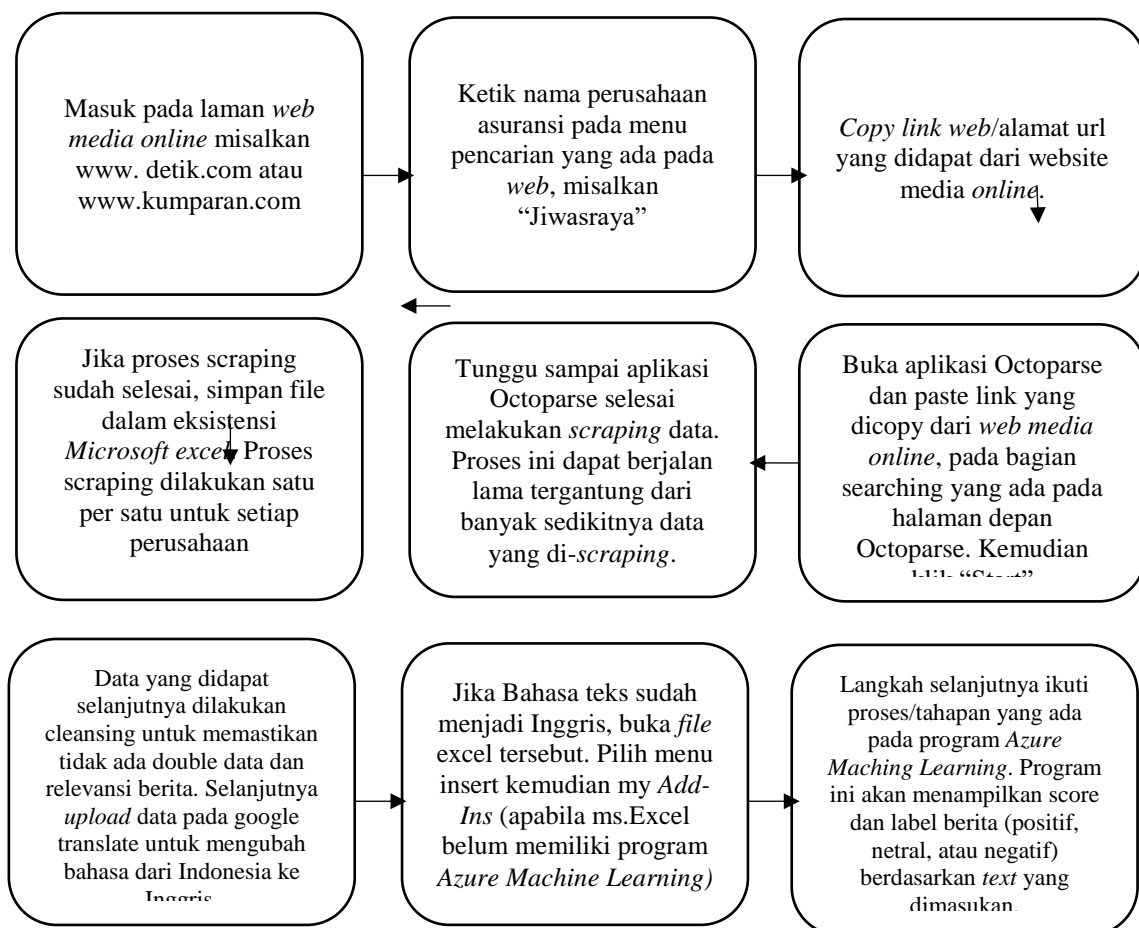 Masuk pada laman web
media online misalkan
www. detik.com atau
www.kumparan.com
Ketik nama perusahaan
asuransi pada menu
pencarian yang ada pada
web, misalkan
“Jiwasraya”
Copy link web/alamat url
yang didapat dari website
media online.
Buka aplikasi Octoparse
dan paste link yang
dicopy dari web media
online, pada bagian
searching yang ada pada
halaman depan
Octoparse. Kemudian
klik “Start”
Tunggu sampai aplikasi
Octoparse selesai
melakukan scraping data.
Proses ini dapat berjalan
lama tergantung dari
banyak sedikitnya data
yang di-scraping.
Jika proses scraping
sudah selesai, simpan file
dalam eksistensi
Microsoft excel. Proses
scraping dilakukan satu
per satu untuk setiap
perusahaan
Data yang didapat
selanjutnya dilakukan
cleansing untuk memastikan
tidak ada double data dan
relevansi berita. Selanjutnya
upload data pada google
translate untuk mengubah
bahasa dari Indonesia ke
Inggris
Jika Bahasa teks sudah
menjadi Inggris, buka file
excel tersebut. Pilih menu
insert kemudian my Add-
Ins (apabila ms.Excel
belum memiliki program
Azure Machine Learning)
Langkah selanjutnya ikuti
proses/tahapan yang ada
pada program Azure
Maching Learning. Program
ini akan menampilkan score
dan label berita (positif,
netral, atau negatif)
berdasarkan text yang
dimasukan.